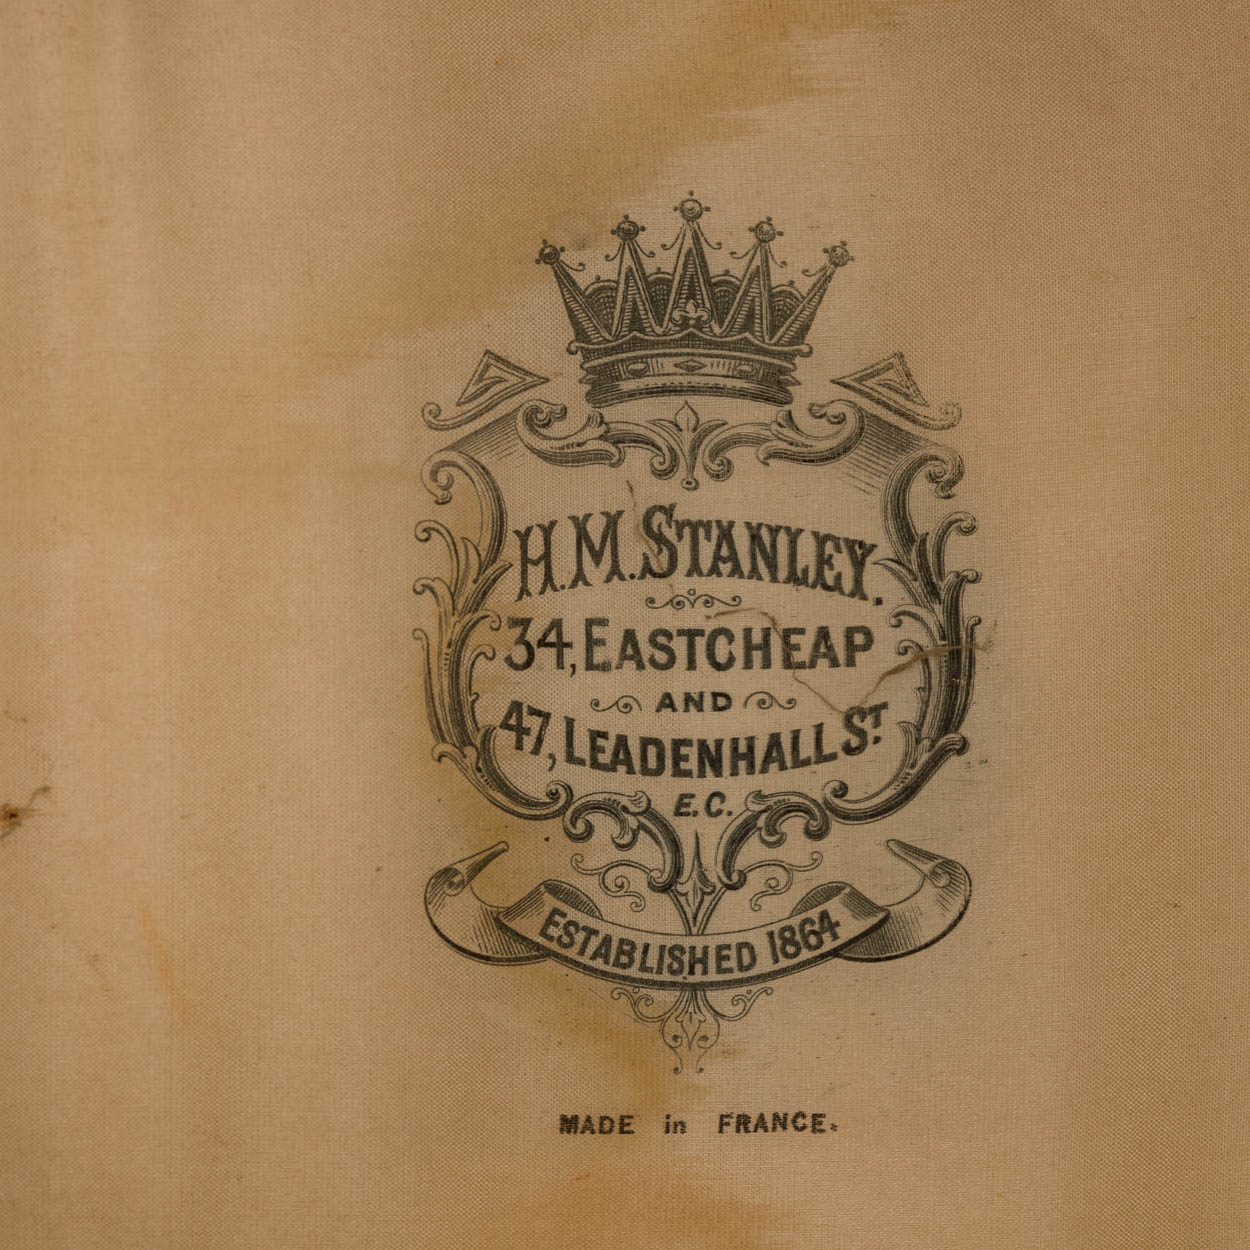 H.M. STANLEY.
34, EASTCHEAP
AND
47, LEADENHALL ST
E.C.
ESTABLISHED 1864
MADE in FRANCE.